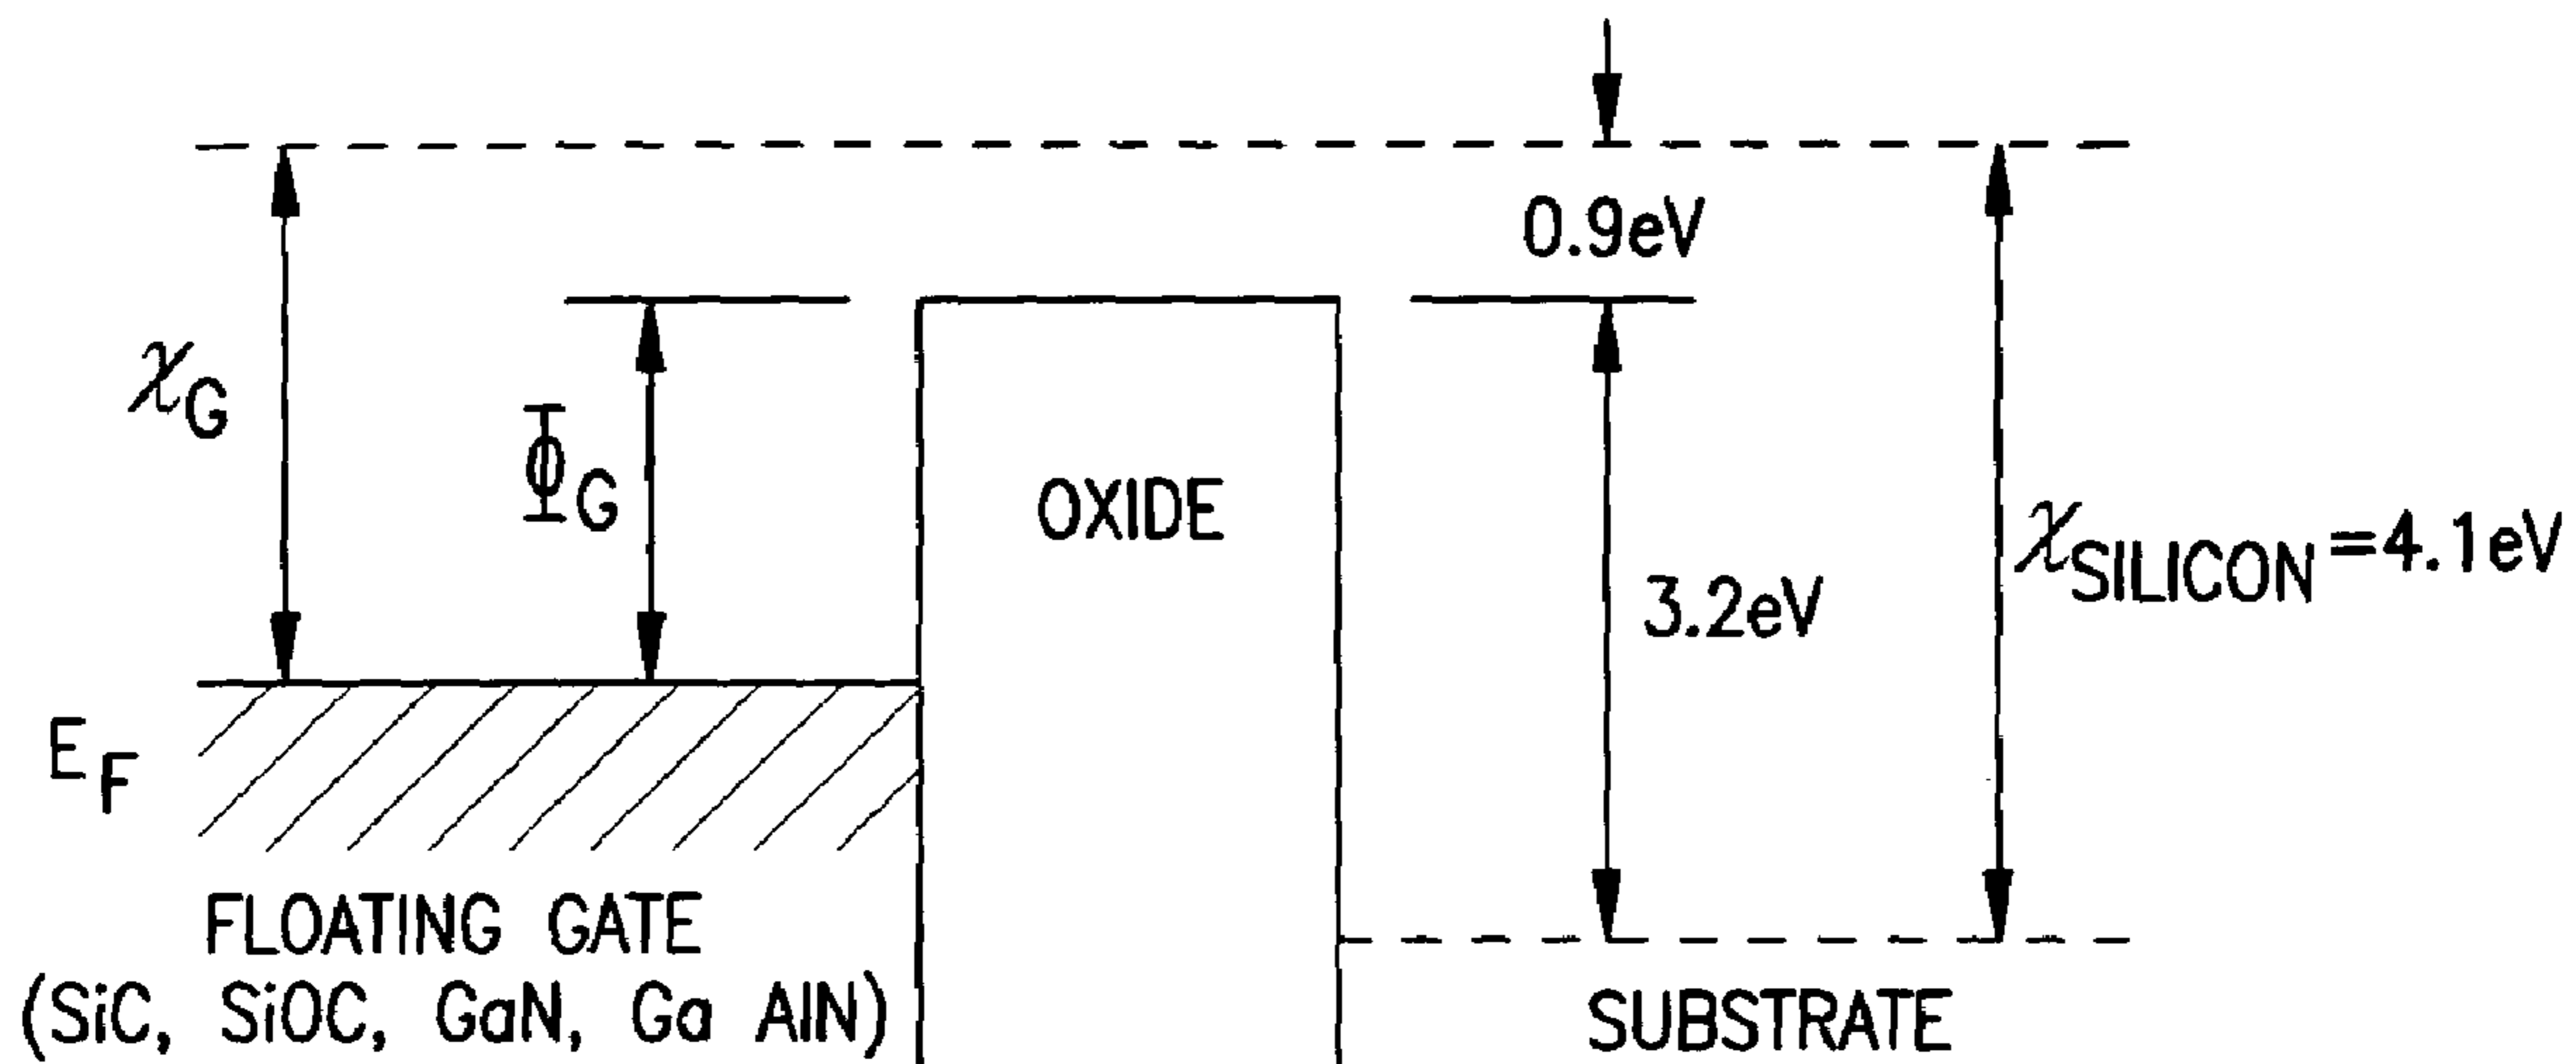 0.9eV
χG
ΦG
OXIDE
3.2eV
χSILICON=4.1eV
EF
FLOATING GATE
(SiC, SiOC, GaN, Ga AlN)
SUBSTRATE